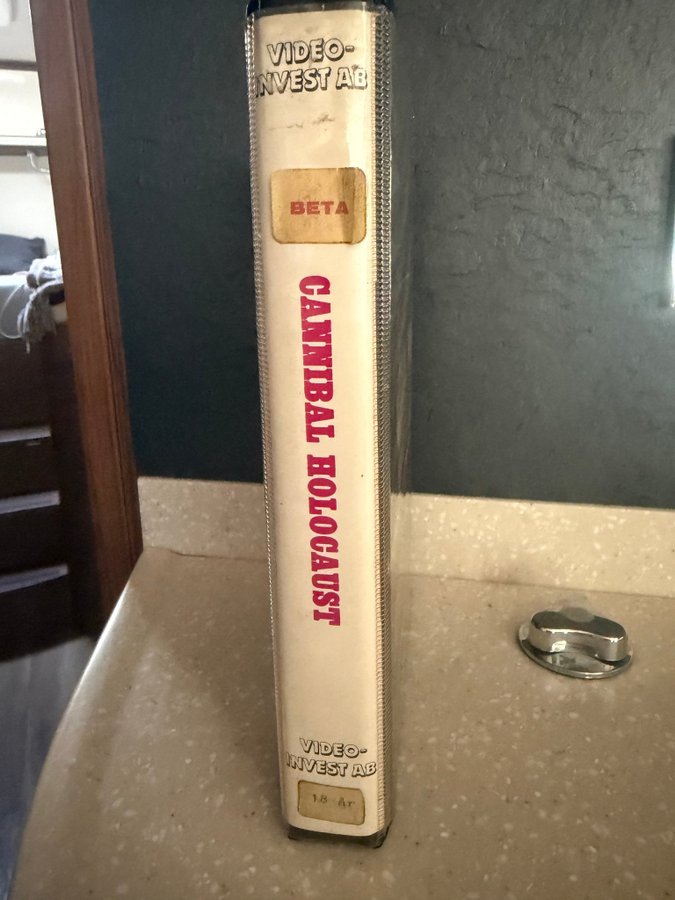 VIDEO-
INVEST AB
BETA
CANNIBAL HOLOCAUST
VIDEO-
INVEST AB
18 År